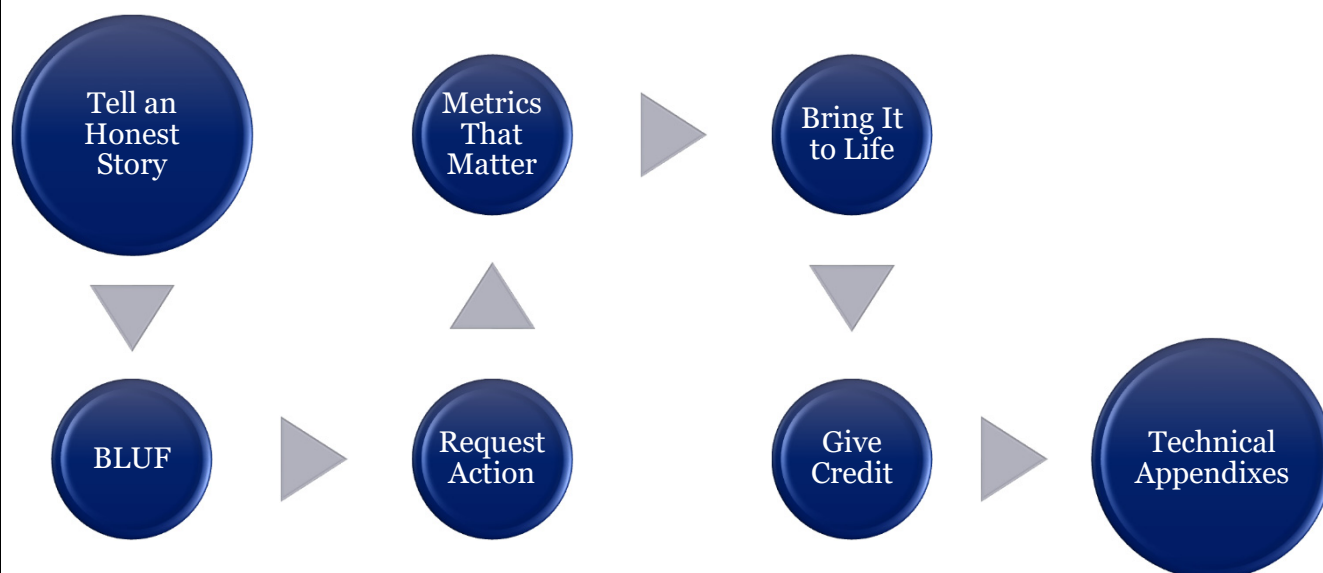 Tell an
Honest
Story
BLUF
Request
Action
Metrics
That
Matter
Bring It
to Life
Give
Credit
Technical
Appendixes